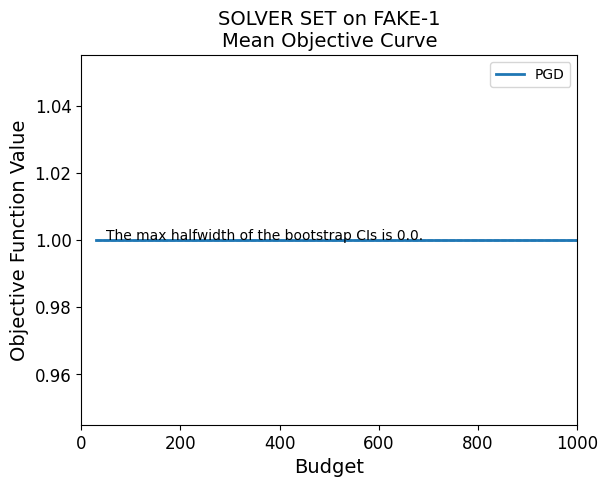 SOLVER SET on FAKE-1
Mean Objective Curve
PGD
1.04
1.02
1.00
0.98
0.96
Objective Function Value
The max halfwidth of the bootstrap CIs is 0.0.
0
200
400
600
800
1000
Budget